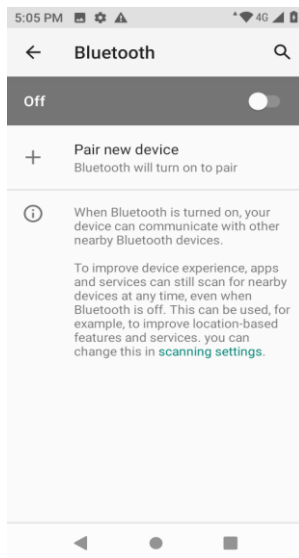 5:05 PM
4G
Bluetooth
Off
Pair new device
Bluetooth will turn on to pair
When Bluetooth is turned on, your
device can communicate with other
nearby Bluetooth devices.
To improve device experience, apps
and services can still scan for nearby
devices at any time, even when
Bluetooth is off. This can be used, for
example, to improve location-based
features and services. you can
change this in scanning settings.